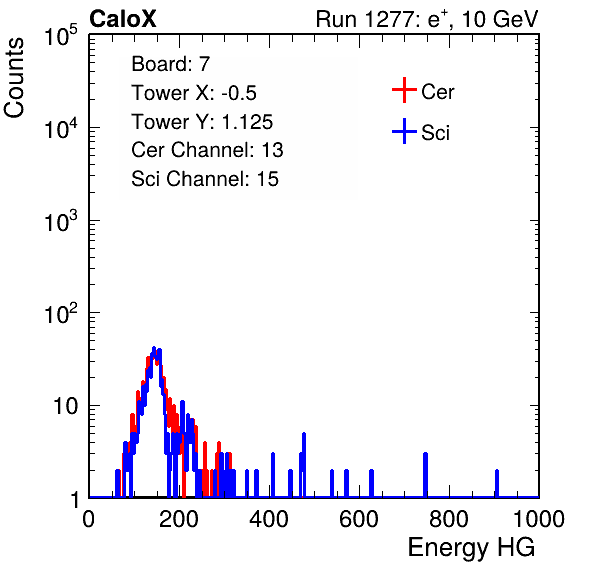 CaloX Run 1277: e⁺, 10 GeV
Counts
10⁵
10⁴
10³
10²
10
1
Board: 7
Tower X: -0.5
Tower Y: 1.125
Cer Channel: 13
Sci Channel: 15
Cer
Sci
0 200 400 600 800 1000
Energy HG